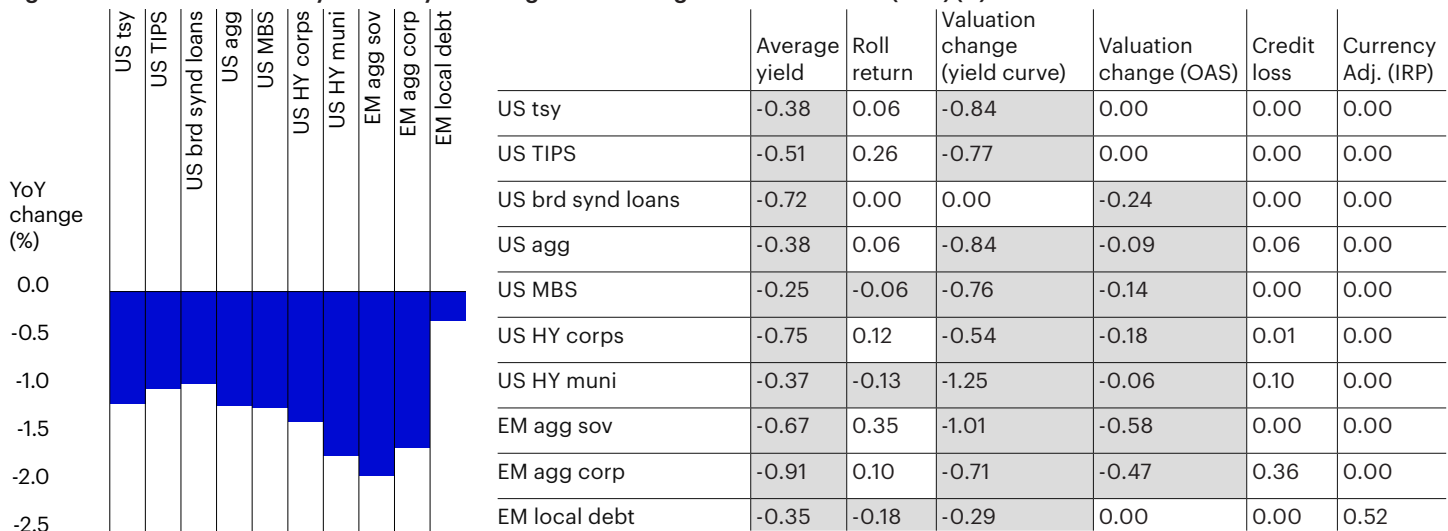 US tsy
US TIPS
US brd synd loans
US agg
US MBS
US HY corps
US HY muni
EM agg sov
EM agg corp
EM local debt
YoY
change
(%)
0.0
-0.5
-1.0
-1.5
-2.0
-2.5
Average yield | Roll return | Valuation change (yield curve) | Valuation change (OAS) | Credit loss | Currency Adj. (IRP)
US tsy -0.38 0.06 -0.84 0.00 0.00 0.00
US TIPS -0.51 0.26 -0.77 0.00 0.00 0.00
US brd synd loans -0.72 0.00 0.00 -0.24 0.00 0.00
US agg -0.38 0.06 -0.84 -0.09 0.06 0.00
US MBS -0.25 -0.06 -0.76 -0.14 0.00 0.00
US HY corps -0.75 0.12 -0.54 -0.18 0.01 0.00
US HY muni -0.37 -0.13 -1.25 -0.06 0.10 0.00
EM agg sov -0.67 0.35 -1.01 -0.58 0.00 0.00
EM agg corp -0.91 0.10 -0.71 -0.47 0.36 0.00
EM local debt -0.35 -0.18 -0.29 0.00 0.00 0.52